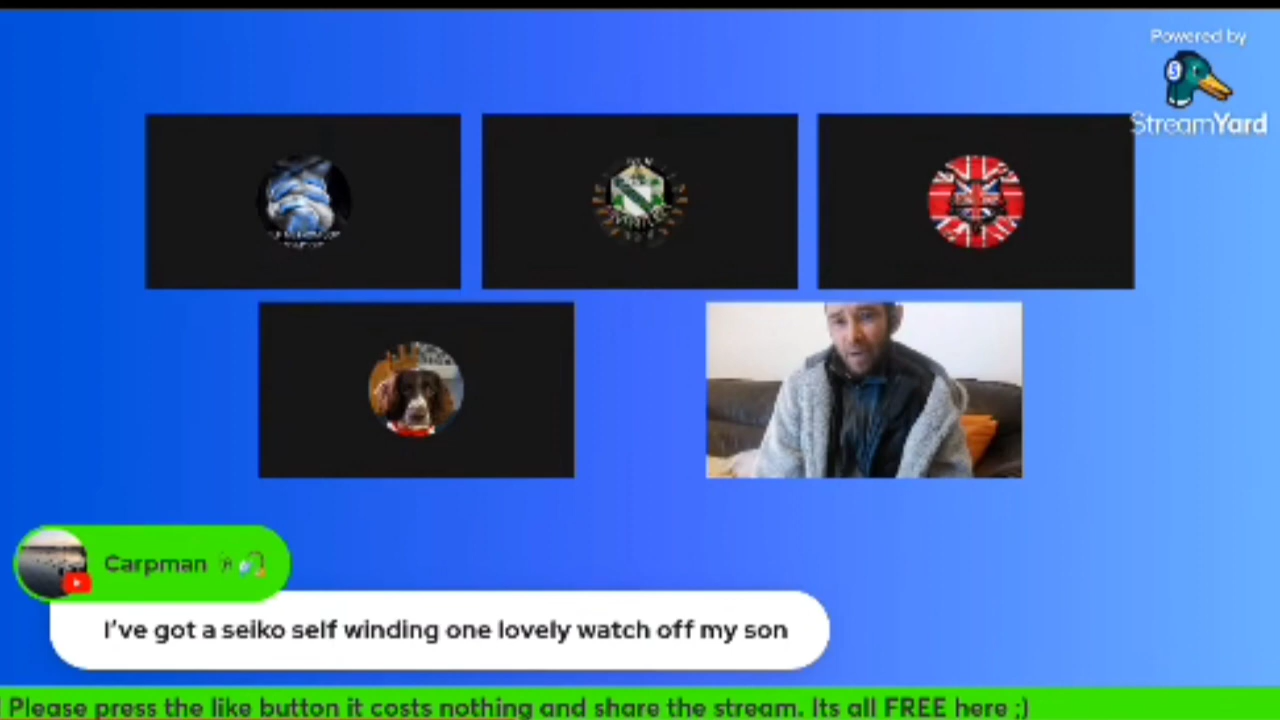 Powered by
StreamYard
Carpman
I've got a seiko self winding one lovely watch off my son
Please press the like button it costs nothing and share the stream. Its all FREE here ;)